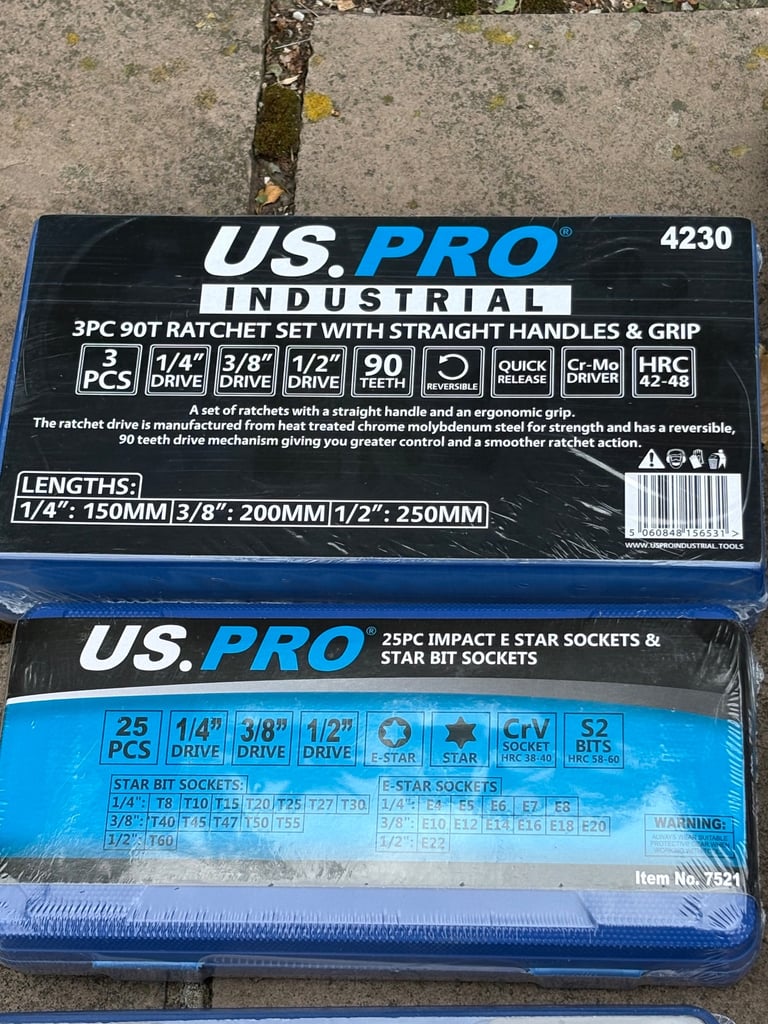 US.PRO®
4230
INDUSTRIAL
3PC 90T RATCHET SET WITH STRAIGHT HANDLES & GRIP
3 PCS
1/4" DRIVE
3/8" DRIVE
1/2" DRIVE
90 TEETH
REVERSIBLE
QUICK RELEASE
Cr-Mo DRIVER
HRC 42-48
A set of ratchets with a straight handle and an ergonomic grip.
The ratchet drive is manufactured from heat treated chrome molybdenum steel for strength and has a reversible,
90 teeth drive mechanism giving you greater control and a smoother ratchet action.
LENGTHS:
1/4": 150MM 3/8": 200MM 1/2": 250MM
5 060848 156531 >
WWW.USPROINDUSTRIAL.TOOLS
US.PRO®
25PC IMPACT E STAR SOCKETS &
STAR BIT SOCKETS
25 PCS
1/4" DRIVE
3/8" DRIVE
1/2" DRIVE
E-STAR
STAR
CrV SOCKET HRC 38-40
S2 BITS HRC 58-60
STAR BIT SOCKETS:
1/4": T8 T10 T15 T20 T25 T27 T30
3/8": T40 T45 T47 T50 T55
1/2": T60
E-STAR SOCKETS
1/4": E4 E5 E6 E7 E8
3/8": E10 E12 E14 E16 E18 E20
1/2": E22
WARNING:
ALWAYS WEAR SUITABLE
PROTECTIVE GEAR WHEN
Item No. 7521